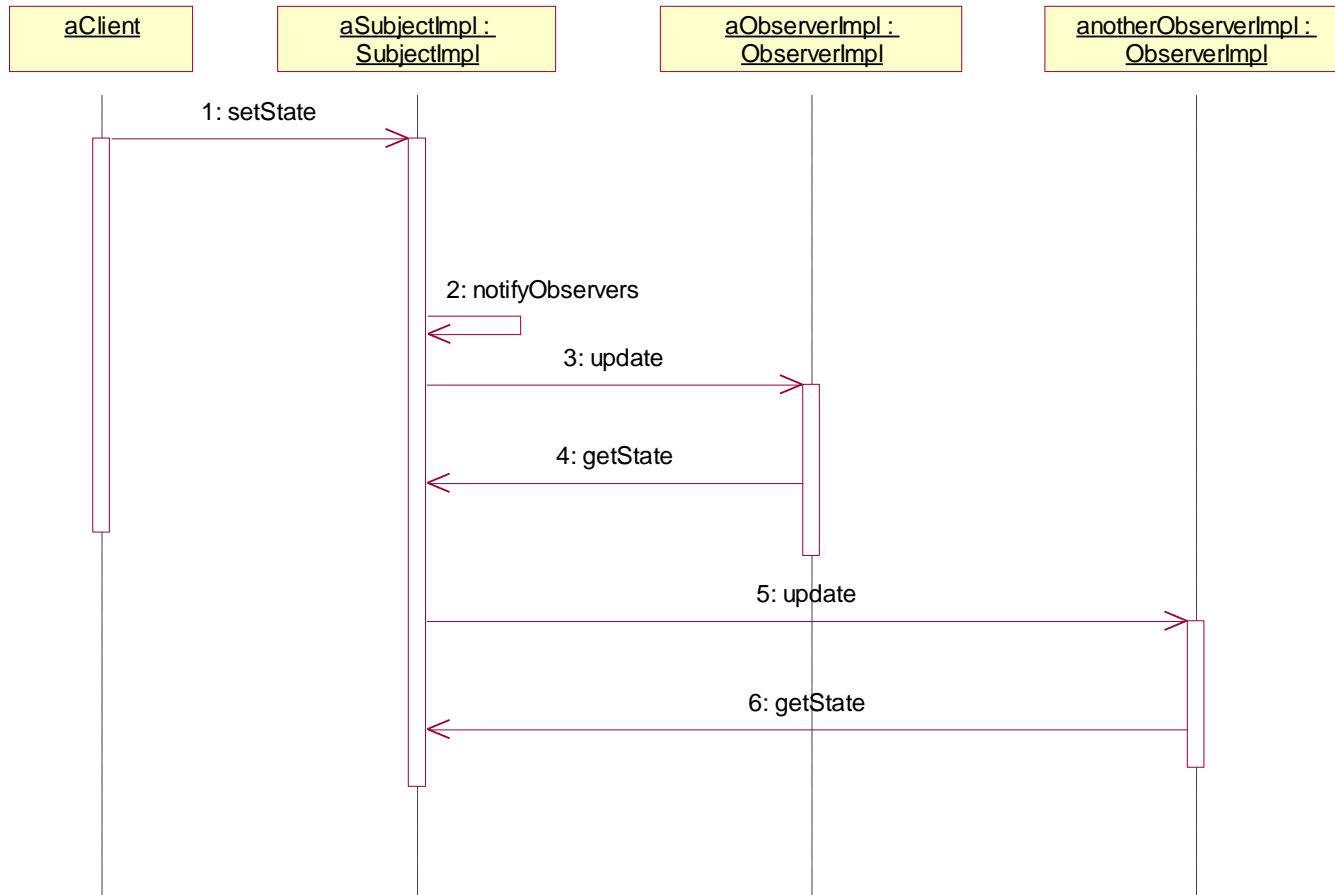 aClient
aSubjectImpl :
SubjectImpl
aObserverImpl :
ObserverImpl
anotherObserverImpl :
ObserverImpl
1: setState
2: notifyObservers
3: update
4: getState
5: update
6: getState